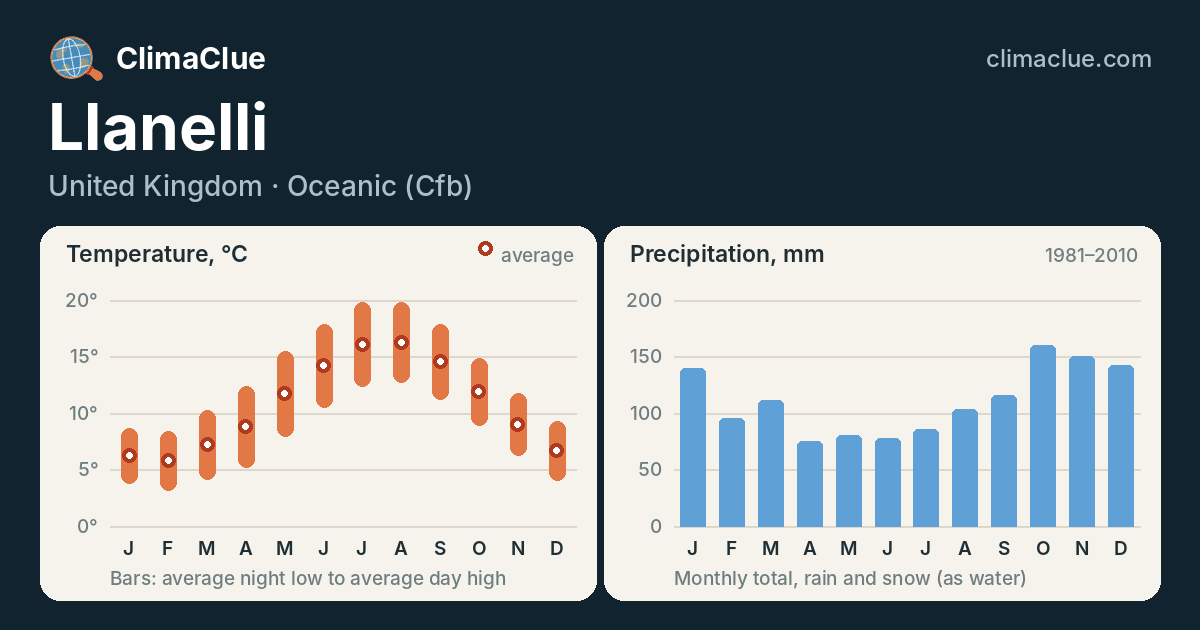 ClimaClue
climaclue.com
Llanelli
United Kingdom · Oceanic (Cfb)
Temperature, °C
average
20°
15°
10°
5°
0°
J F M A M J J A S O N D
Bars: average night low to average day high
Precipitation, mm
1981–2010
200
150
100
50
0
J F M A M J J A S O N D
Monthly total, rain and snow (as water)